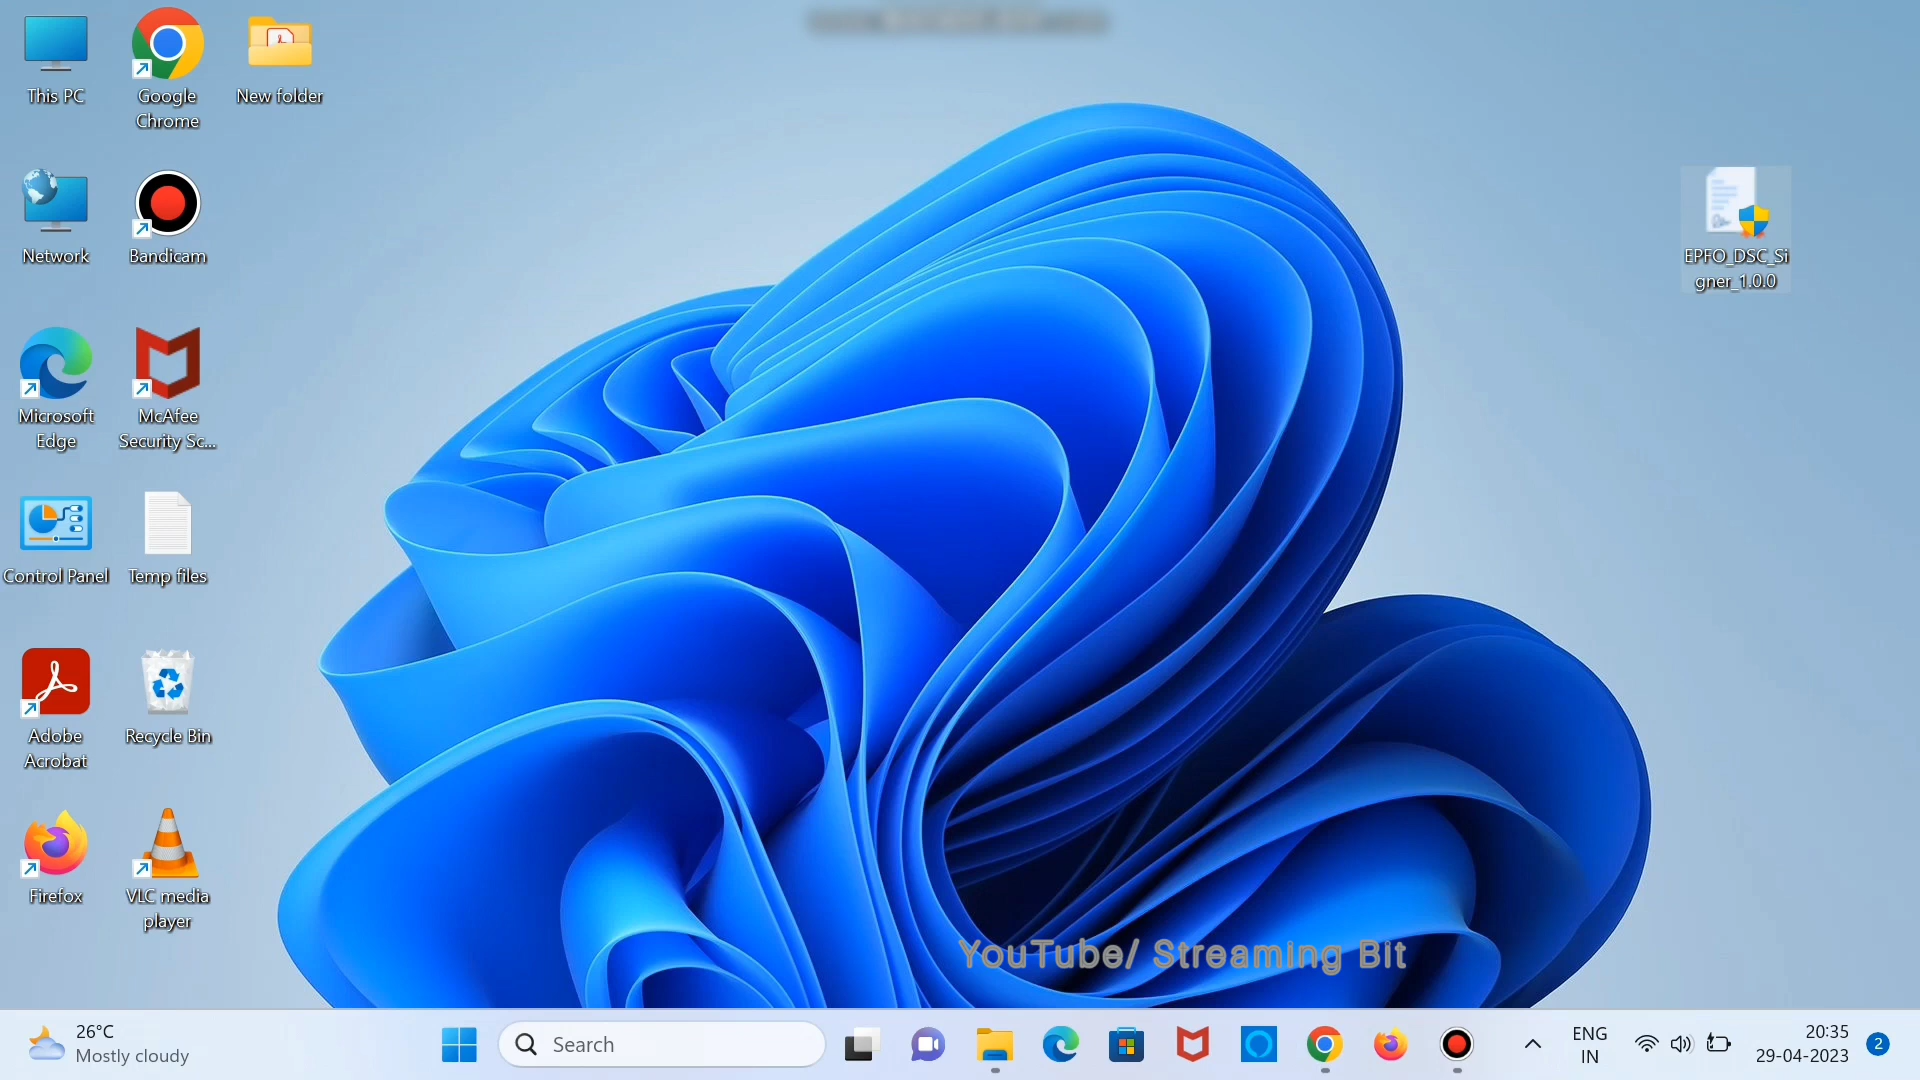 This PC
Google
Chrome
New folder
Network
Bandicam
EPFO_DSC_Si
gner_1.0.0
Microsoft
Edge
McAfee
Security Sc...
Control Panel
Temp files
Adobe
Acrobat
Recycle Bin
Firefox
VLC media
player
YouTube/ Streaming Bit
26°C
Mostly cloudy
Search
ENG
IN
20:35
29-04-2023
2